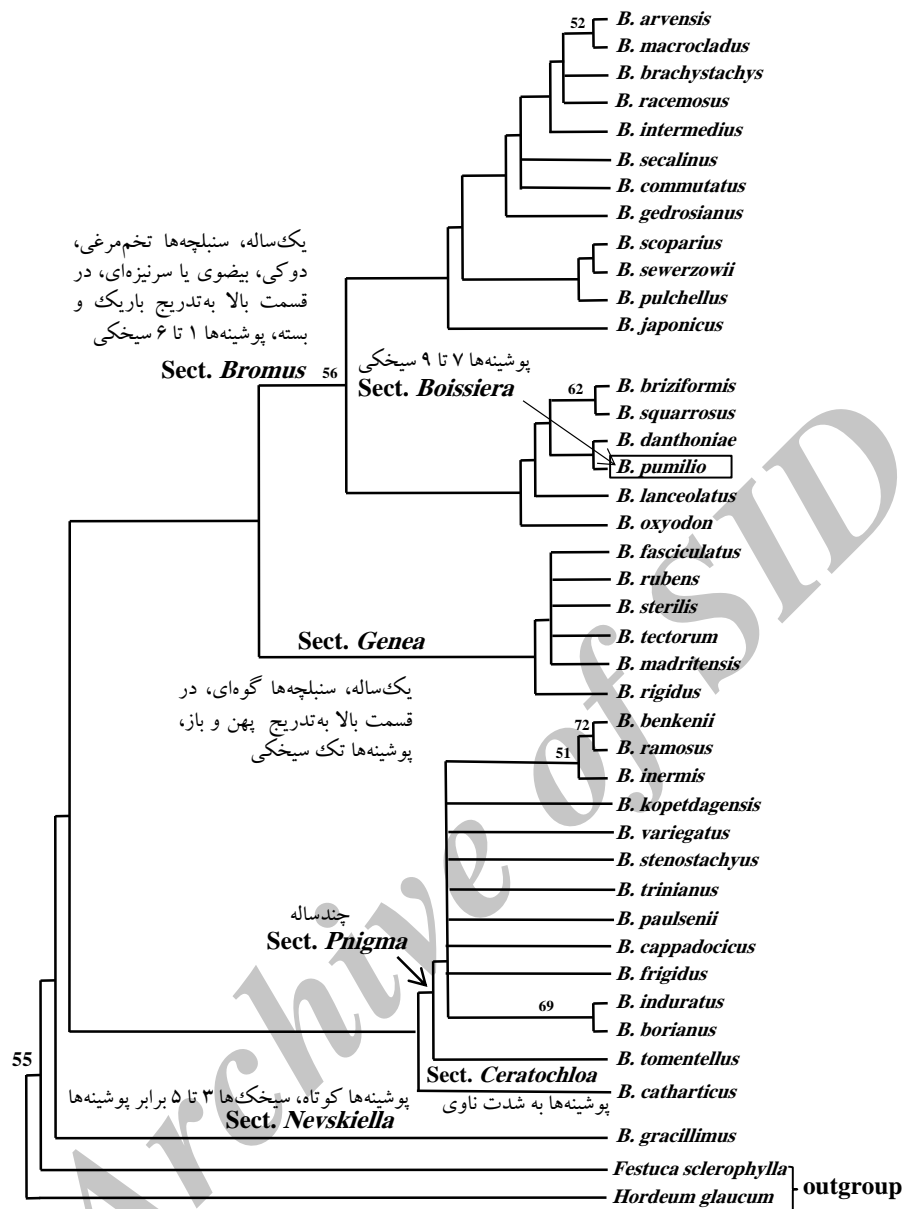 52
B. arvensis
B. macrocladus
B. brachystachys
B. racemosus
B. intermedius
B. secalinus
B. commutatus
B. gedrosianus
B. scoparius
B. sewerzowii
B. pulchellus
B. japonicus
یک‌ساله، سنبلچه‌ها تخم‌مرغی،
دوکی، بیضوی یا سرنیزه‌ای، در
قسمت بالا به‌تدریج باریک و
بسته، پوشینه‌ها ۱ تا ۶ سیخکی
Sect. Bromus
56
پوشینه‌ها ۷ تا ۹ سیخکی
Sect. Boissiera
62
B. briziformis
B. squarrosus
B. danthoniae
B. pumilio
B. lanceolatus
B. oxyodon
B. fasciculatus
B. rubens
B. sterilis
B. tectorum
B. madritensis
B. rigidus
Sect. Genea
یک‌ساله، سنبلچه‌ها گوه‌ای، در
قسمت بالا به‌تدریج پهن و باز،
پوشینه‌ها تک سیخکی
72
51
B. benkenii
B. ramosus
B. inermis
B. kopetdagensis
B. variegatus
B. stenostachyus
B. trinianus
B. paulsenii
B. cappadocicus
B. frigidus
چندساله
Sect. Pnigma
69
B. induratus
B. borianus
B. tomentellus
Sect. Ceratochloa
B. catharticus
پوشینه‌ها به شدت ناوی
55
پوشینه‌ها کوتاه، سیخک‌ها ۳ تا ۵ برابر پوشینه‌ها
Sect. Nevskiella
B. gracillimus
Festuca sclerophylla
Hordeum glaucum
outgroup
Archive of SID